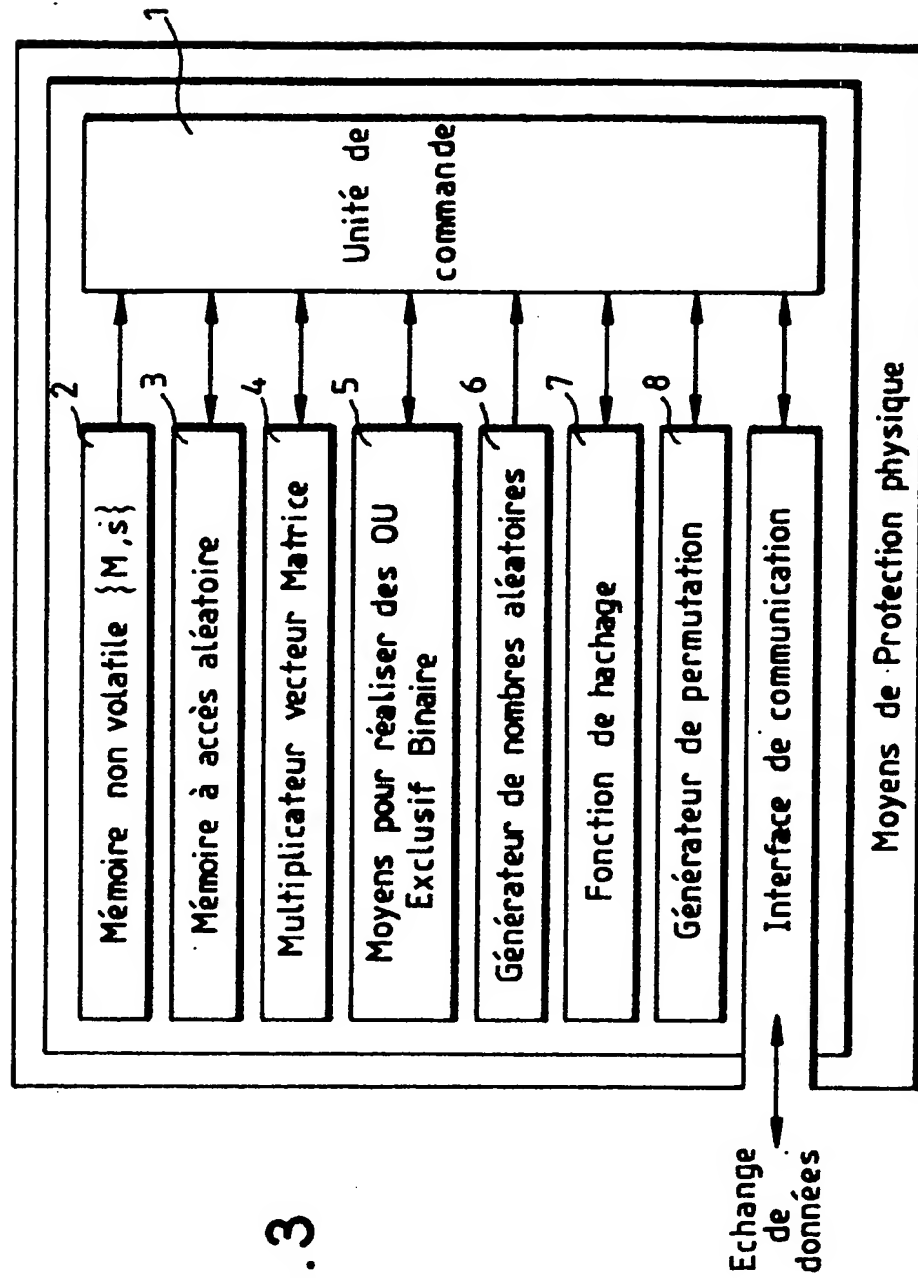 1
Unité de
commande
2
3
4
5
6
7
8
Mémoire non volatile {M,s}
Mémoire à accès aléatoire
Multiplicateur vecteur Matrice
Moyens pour réaliser des OU
Exclusif Binaire
Générateur de nombres aléatoires
Fonction de hachage
Générateur de permutation
Interface de communication
Moyens de Protection physique
Echange
de
données
.3